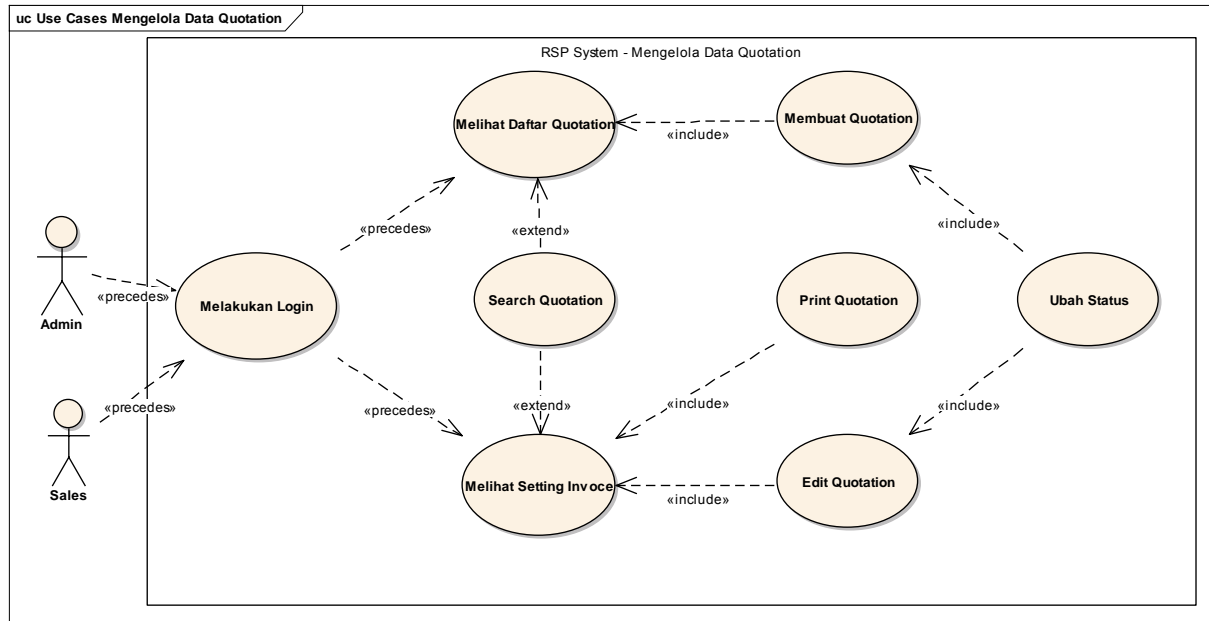 uc Use Cases Mengelola Data Quotation
RSP System - Mengelola Data Quotation
Melihat Daftar Quotation
Membuat Quotation
«include»
«precedes»
«extend»
«include»
Admin
«precedes»
Melakukan Login
Search Quotation
Print Quotation
Ubah Status
Sales
«precedes»
«precedes»
«extend»
«include»
«include»
Melihat Setting Invoce
Edit Quotation
«include»